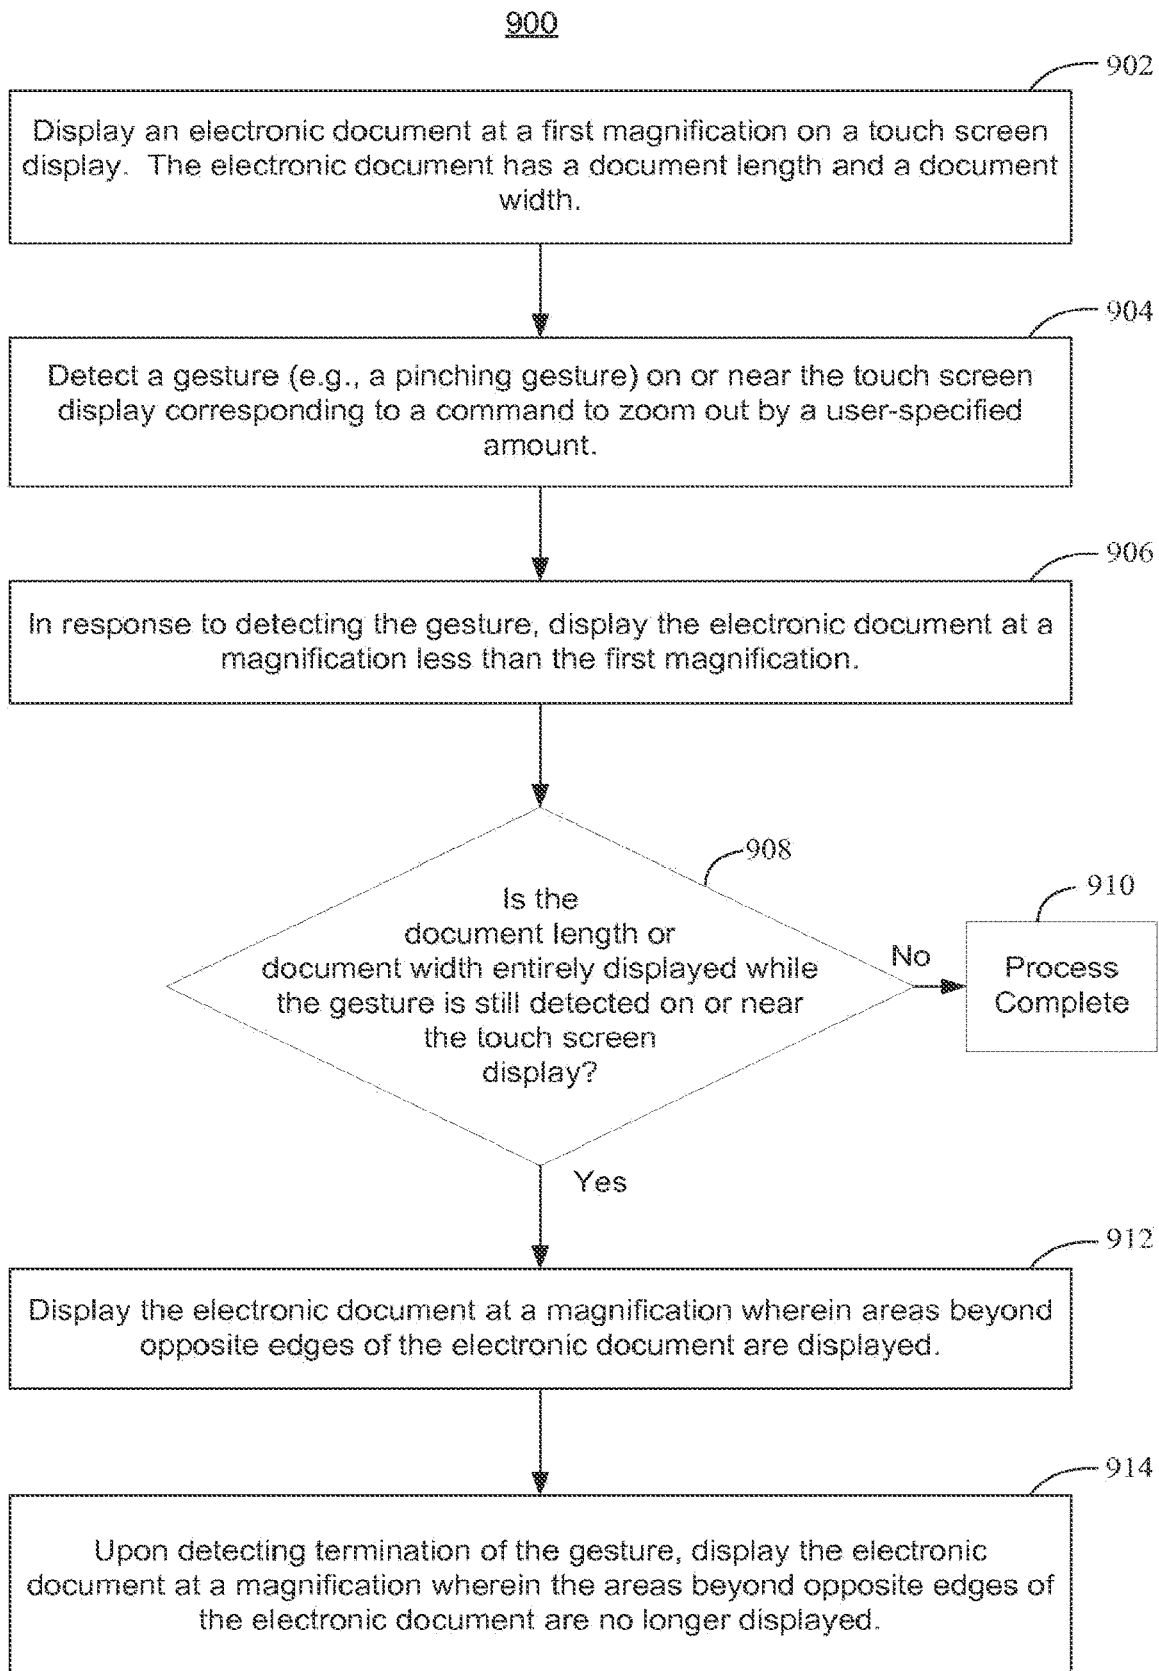 900
902
Display an electronic document at a first magnification on a touch screen
display.  The electronic document has a document length and a document
width.
904
Detect a gesture (e.g., a pinching gesture) on or near the touch screen
display corresponding to a command to zoom out by a user-specified
amount.
906
In response to detecting the gesture, display the electronic document at a
magnification less than the first magnification.
908
Is the
document length or
document width entirely displayed while
the gesture is still detected on or near
the touch screen
display?
No
910
Process
Complete
Yes
912
Display the electronic document at a magnification wherein areas beyond
opposite edges of the electronic document are displayed.
914
Upon detecting termination of the gesture, display the electronic
document at a magnification wherein the areas beyond opposite edges of
the electronic document are no longer displayed.